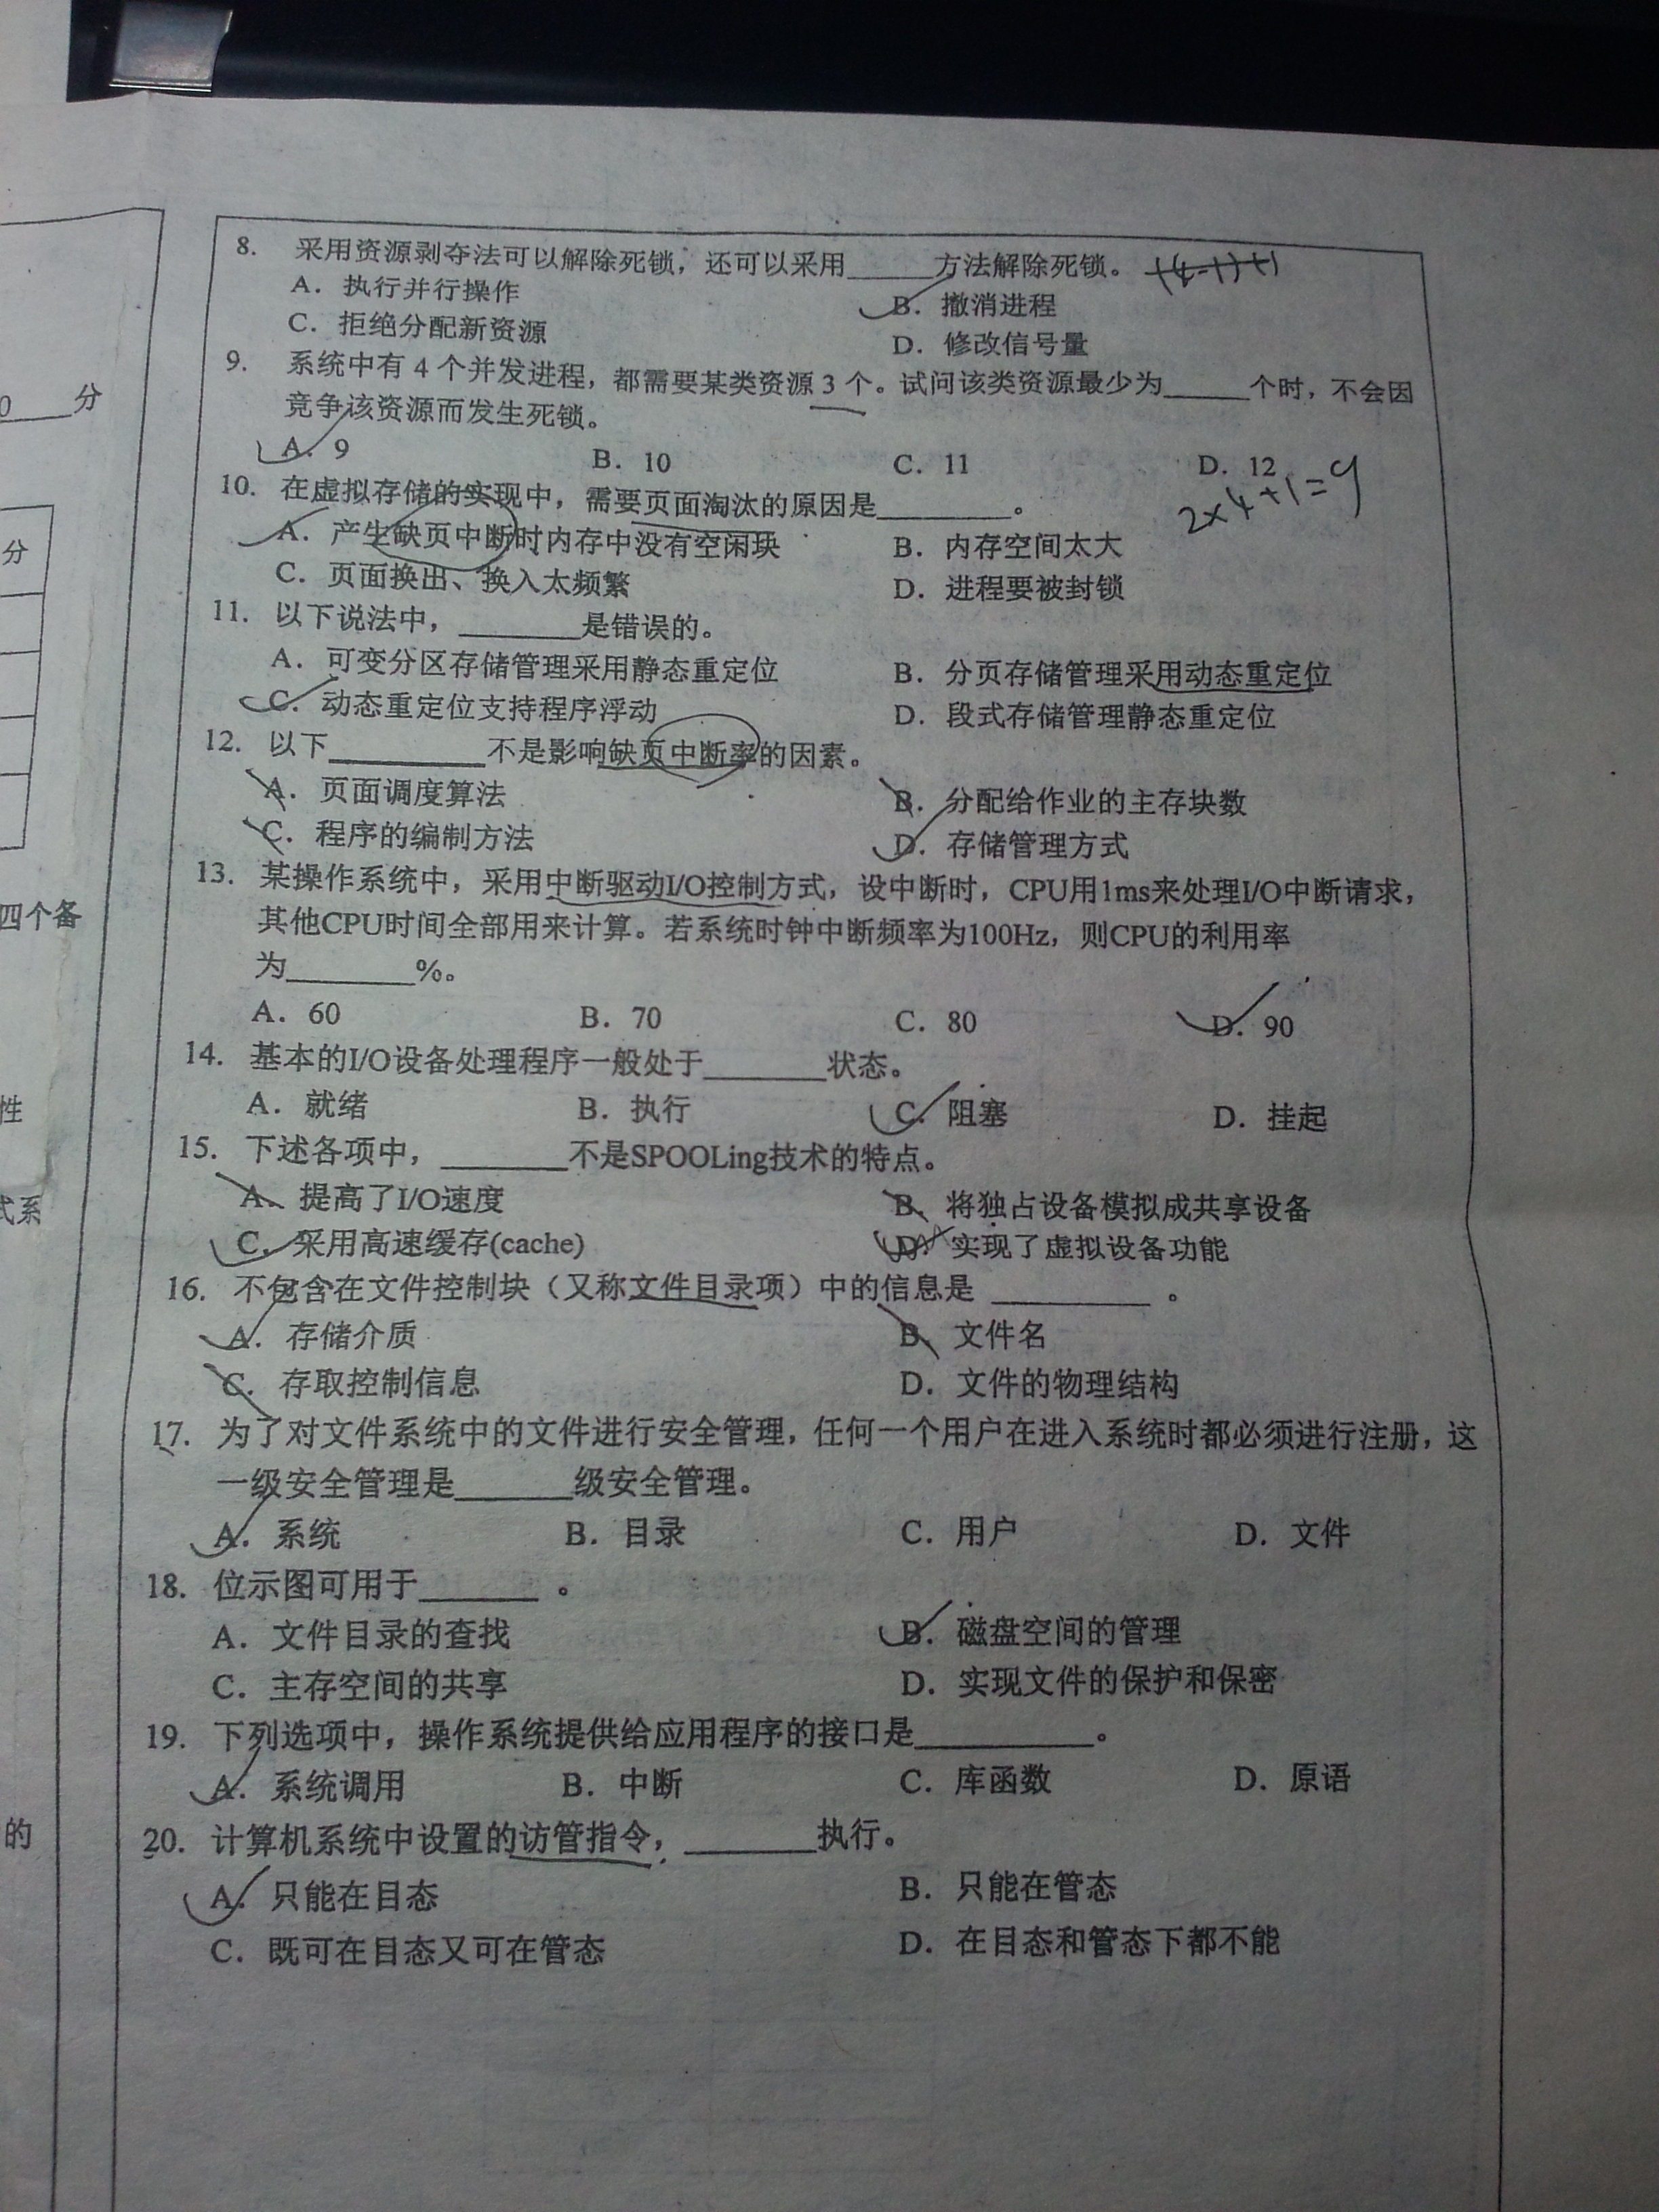 0 分
分
四个备
性
式系
的
8. 采用资源剥夺法可以解除死锁，还可以采用______方法解除死锁。
A．执行并行操作 B．撤消进程
C．拒绝分配新资源 D．修改信号量
9. 系统中有 4 个并发进程，都需要某类资源 3 个。试问该类资源最少为______个时，不会因
竞争该资源而发生死锁。
A．9 B．10 C．11 D．12
2×4+1=9
10. 在虚拟存储的实现中，需要页面淘汰的原因是_________。
A．产生缺页中断时内存中没有空闲块 B．内存空间太大
C．页面换出、换入太频繁 D．进程要被封锁
11. 以下说法中，________是错误的。
A．可变分区存储管理采用静态重定位 B．分页存储管理采用动态重定位
C．动态重定位支持程序浮动 D．段式存储管理静态重定位
12. 以下__________不是影响缺页中断率的因素。
A．页面调度算法 B．分配给作业的主存块数
C．程序的编制方法 D．存储管理方式
13. 某操作系统中，采用中断驱动I/O控制方式，设中断时，CPU用1ms来处理I/O中断请求，
其他CPU时间全部用来计算。若系统时钟中断频率为100Hz，则CPU的利用率
为________%。
A．60 B．70 C．80 D．90
14. 基本的I/O设备处理程序一般处于________状态。
A．就绪 B．执行 C．阻塞 D．挂起
15. 下述各项中，________不是SPOOLing技术的特点。
A、提高了I/O速度 B、将独占设备模拟成共享设备
C、采用高速缓存(cache) D、实现了虚拟设备功能
16. 不包含在文件控制块（又称文件目录项）中的信息是 __________ 。
A．存储介质 B、文件名
C．存取控制信息 D．文件的物理结构
17. 为了对文件系统中的文件进行安全管理，任何一个用户在进入系统时都必须进行注册，这
一级安全管理是_______级安全管理。
A．系统 B．目录 C．用户 D．文件
18. 位示图可用于_______ 。
A．文件目录的查找 B．磁盘空间的管理
C．主存空间的共享 D．实现文件的保护和保密
19. 下列选项中，操作系统提供给应用程序的接口是___________。
A．系统调用 B．中断 C．库函数 D．原语
20. 计算机系统中设置的访管指令，________执行。
A．只能在目态 B．只能在管态
C．既可在目态又可在管态 D．在目态和管态下都不能